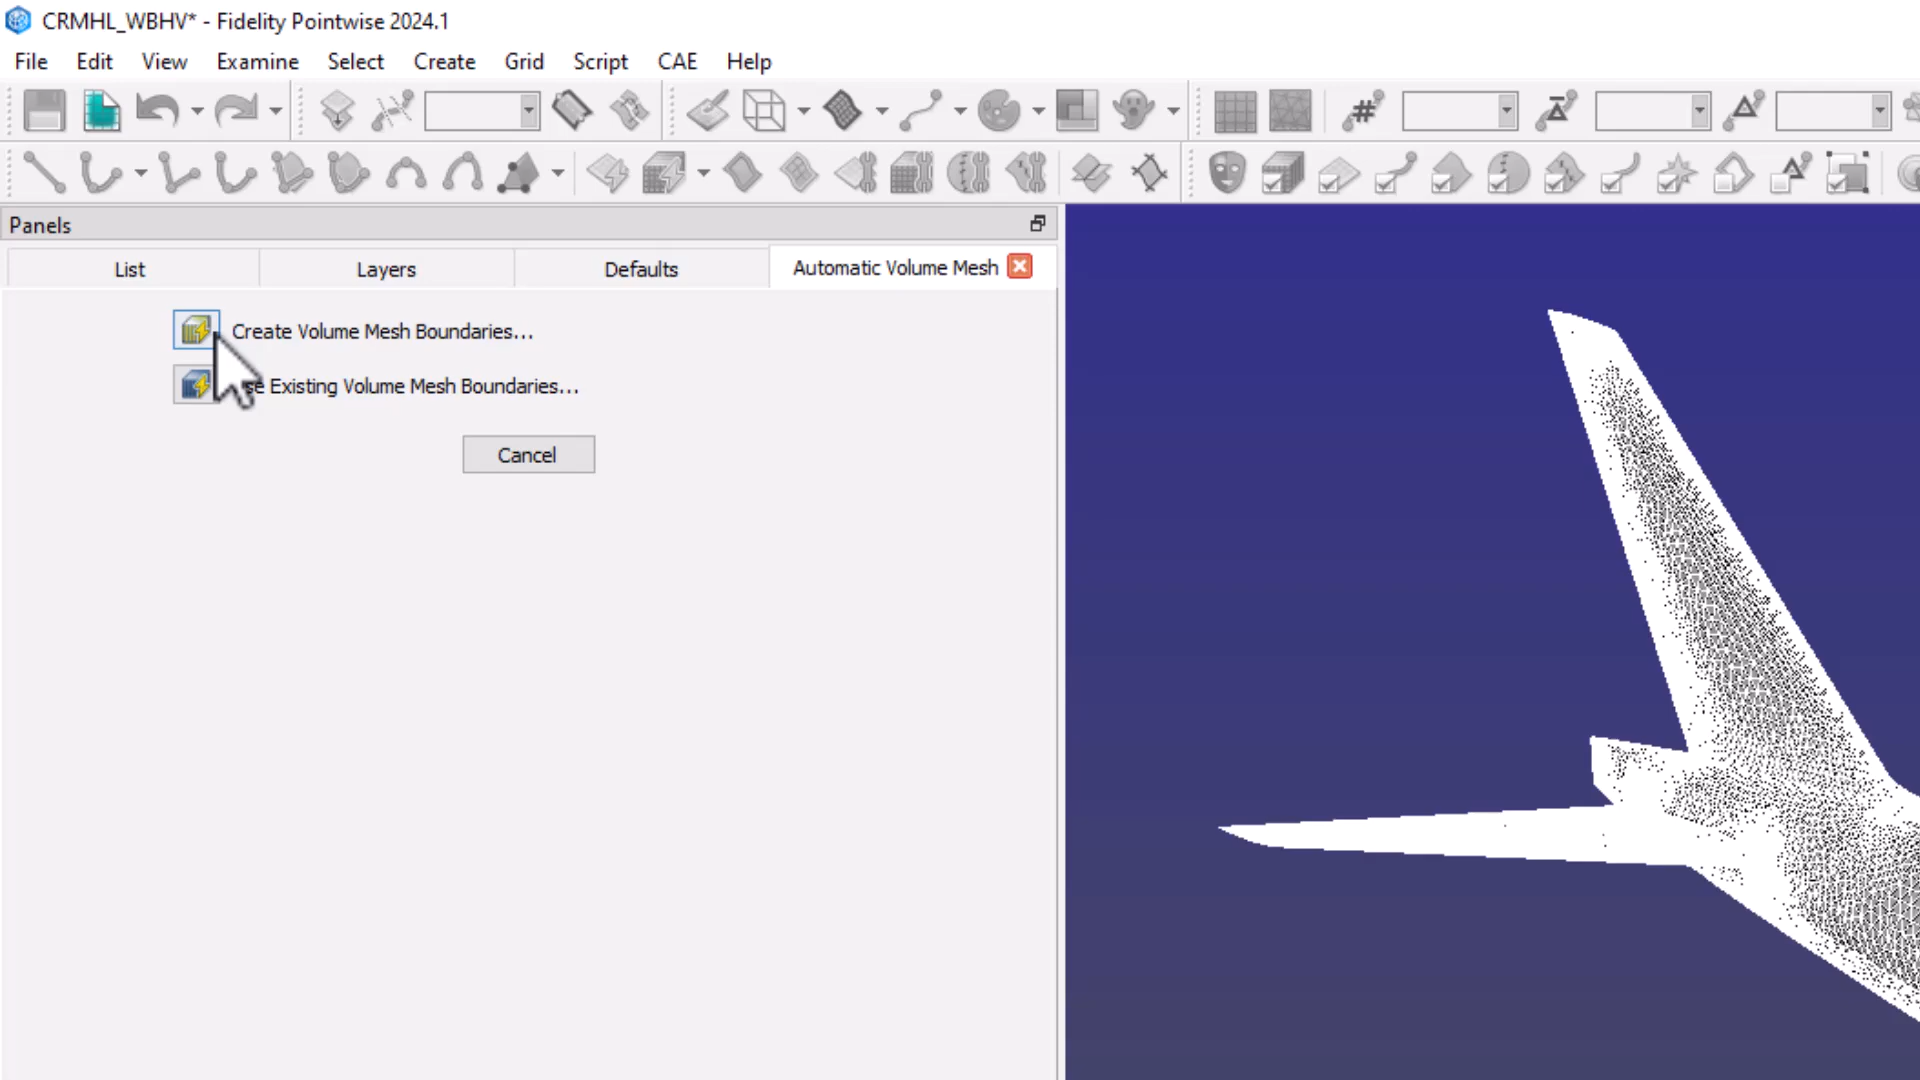 CRMHL_WBHV* - Fidelity Pointwise 2024.1
File Edit View Examine Select Create Grid Script CAE Help
Panels
List Layers Defaults Automatic Volume Mesh
Create Volume Mesh Boundaries...
Existing Volume Mesh Boundaries...
Cancel